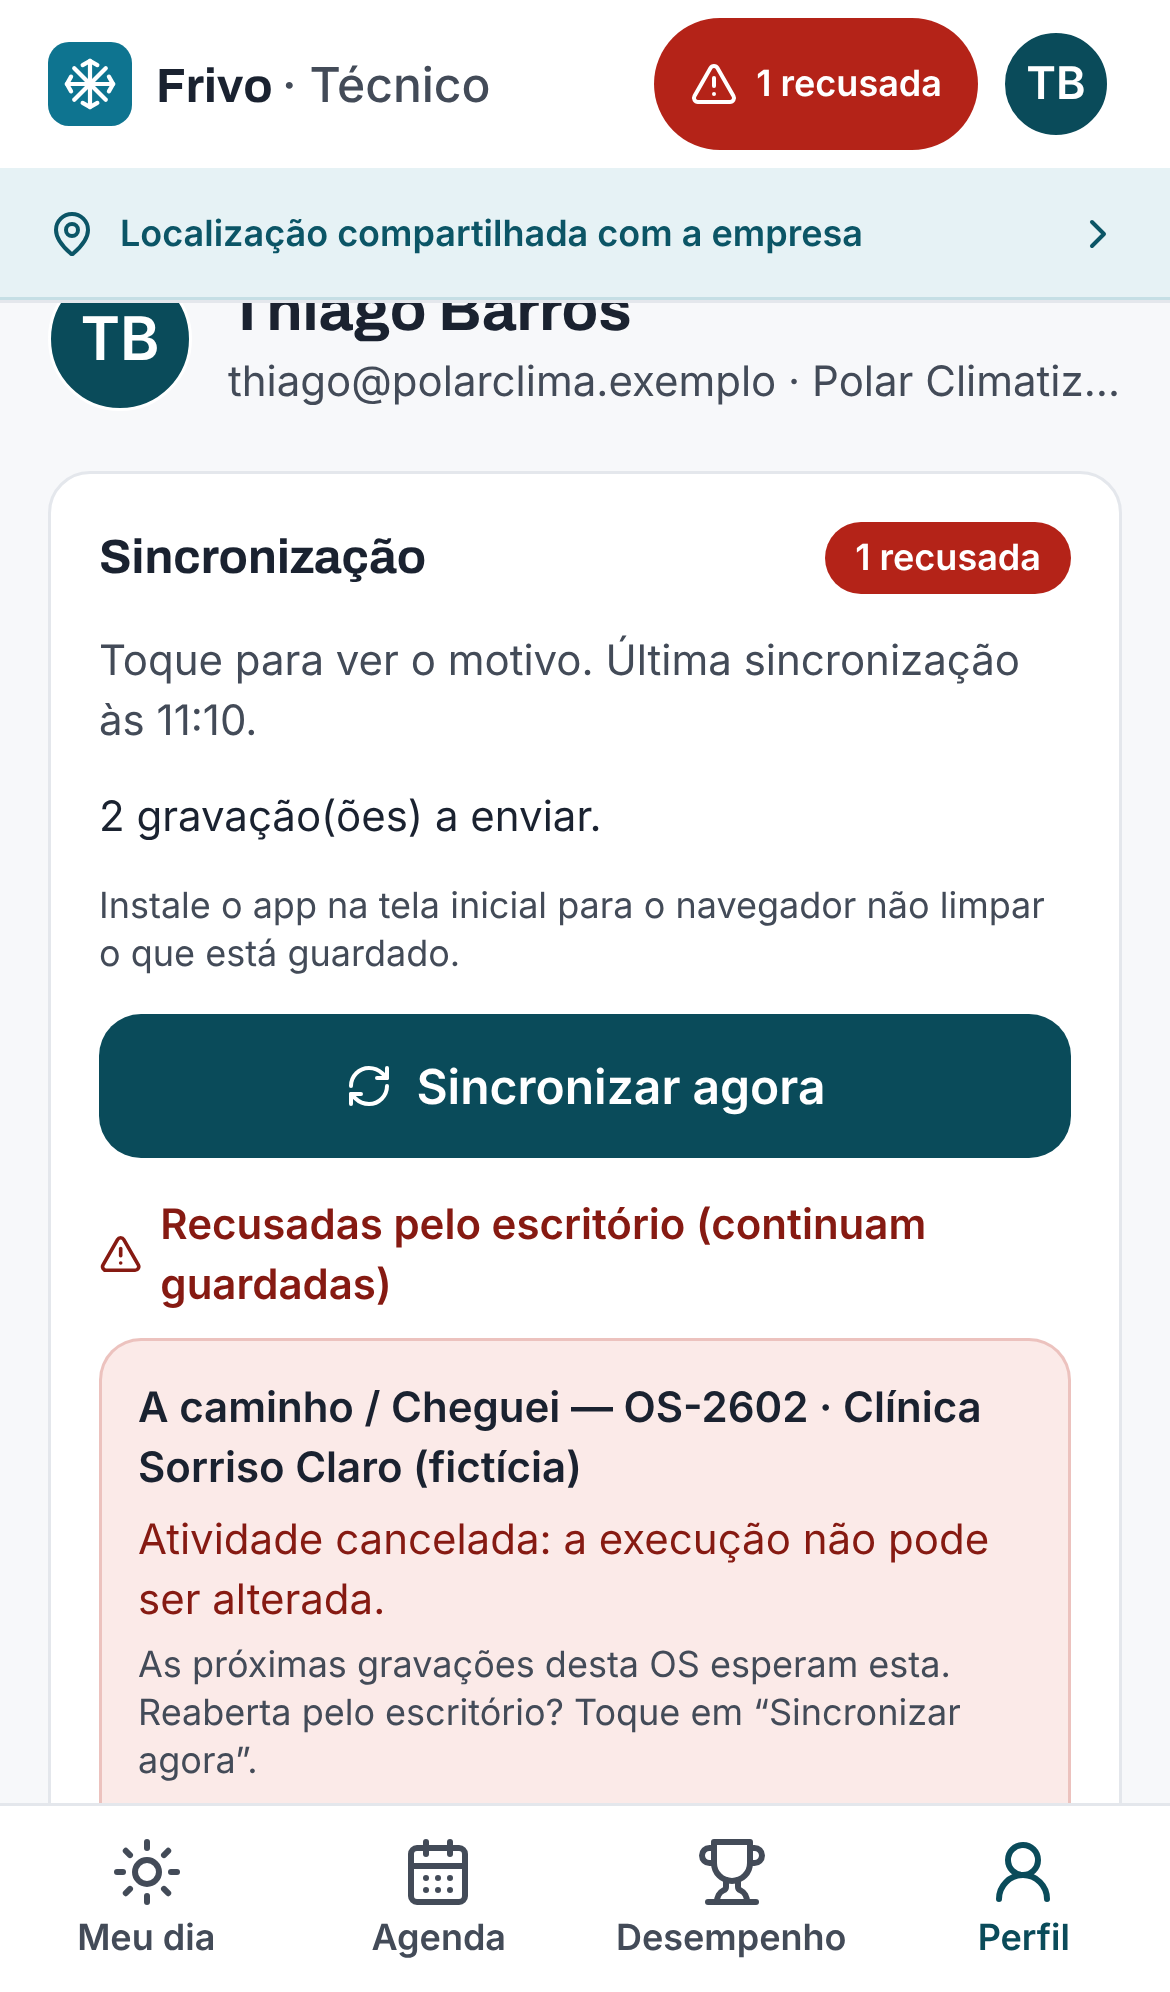 Frivo · Técnico
1 recusada
TB
Localização compartilhada com a empresa
TB
Thiago Barros
thiago@polarclima.exemplo · Polar Climatiz...
Sincronização
1 recusada
Toque para ver o motivo. Última sincronização
às 11:10.
2 gravação(ões) a enviar.
Instale o app na tela inicial para o navegador não limpar
o que está guardado.
Sincronizar agora
Recusadas pelo escritório (continuam
guardadas)
A caminho / Cheguei — OS-2602 · Clínica
Sorriso Claro (fictícia)
Atividade cancelada: a execução não pode
ser alterada.
As próximas gravações desta OS esperam esta.
Reaberta pelo escritório? Toque em “Sincronizar
agora”.
Meu dia
Agenda
Desempenho
Perfil